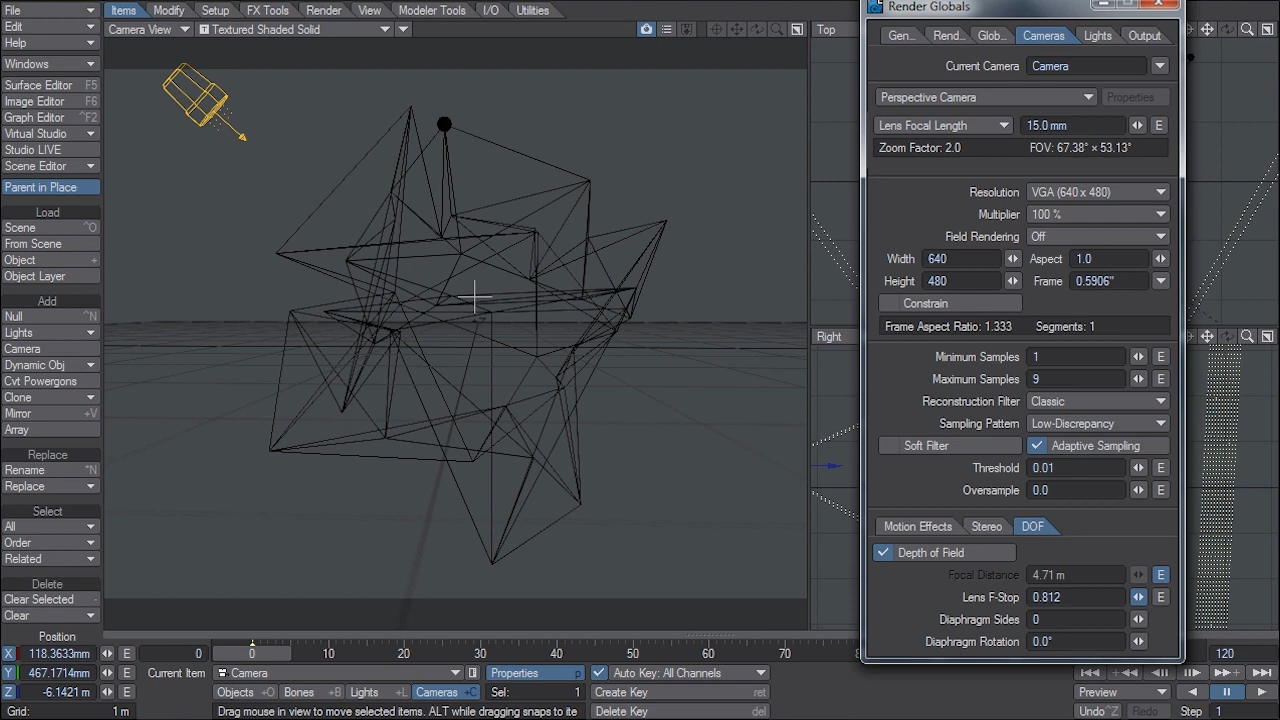 File
Edit
Help
Windows
Surface Editor F5
Image Editor F6
Graph Editor ^F2
Virtual Studio
Studio LIVE
Scene Editor
Parent in Place
Load
Scene ^O
From Scene
Object +
Object Layer
Add
Null ^N
Lights
Camera
Dynamic Obj
Cvt Powergons
Clone
Mirror +V
Array
Replace
Rename ^N
Replace
Select
All
Order
Related
Delete
Clear Selected -
Clear
Items Modify Setup FX Tools Render View Modeler Tools I/O Utilities
Camera View T Textured Shaded Solid
Top
Right
Render Globals
Gen... Rend... Glob... Cameras Lights Output
Current Camera Camera
Perspective Camera Properties
Lens Focal Length 15.0 mm E
Zoom Factor: 2.0 FOV: 67.38° × 53.13°
Resolution VGA (640 x 480)
Multiplier 100 %
Field Rendering Off
Width 640 Aspect 1.0
Height 480 Frame 0.5906"
Constrain
Frame Aspect Ratio: 1.333 Segments: 1
Minimum Samples 1 E
Maximum Samples 9 E
Reconstruction Filter Classic
Sampling Pattern Low-Discrepancy
Soft Filter Adaptive Sampling
Threshold 0.01 E
Oversample 0.0 E
Motion Effects Stereo DOF
Depth of Field
Focal Distance 4.71 m E
Lens F-Stop 0.812 E
Diaphragm Sides 0
Diaphragm Rotation 0.0°
Position
X 118.3633mm E 0
Y 467.1714mm E
Z -6.1421 m E
Grid: 1 m
0 10 20 30 40 50 60 70 120
Current Item Camera Properties p Auto Key: All Channels
Objects +O Bones +B Lights +L Cameras +C Sel: 1 Create Key ret
Drag mouse in view to move selected items. ALT while dragging snaps to ite Delete Key del
Preview
Undo ^Z Redo Step 1